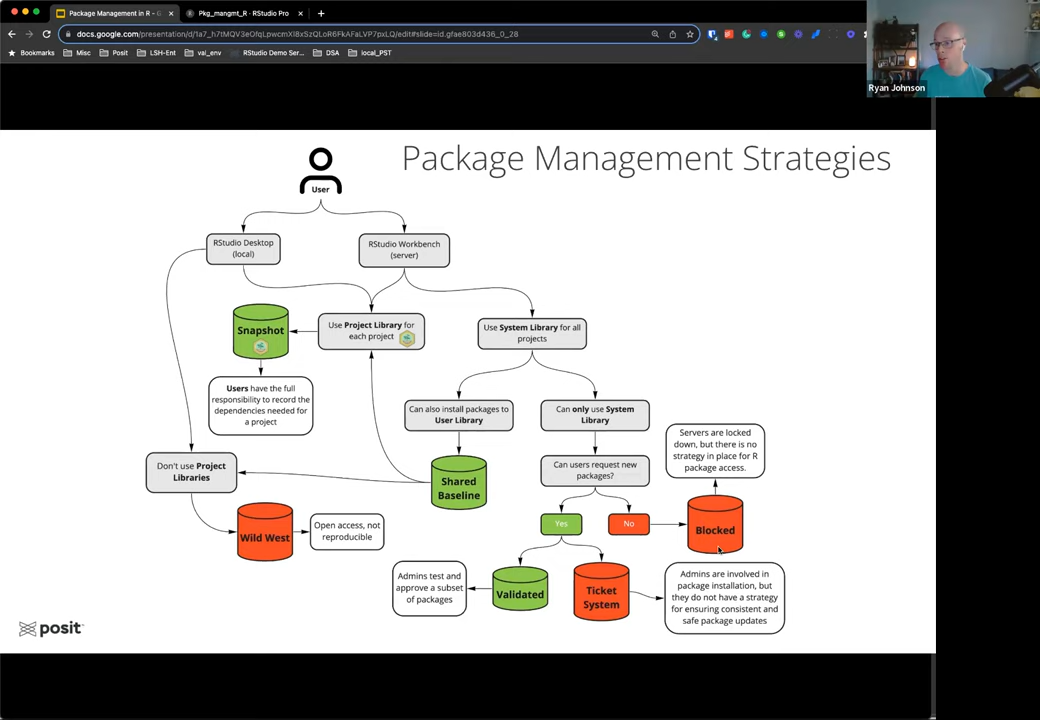 Package Management in R – G
Pkg_mangmt_R · RStudio Pro
Bookmarks
Misc
Posit
LSH-Ent
val_env
RStudio Demo Ser...
DSA
local_PST
Ryan Johnson
Package Management Strategies
User
RStudio Desktop
(local)
RStudio Workbench
(server)
Snapshot
Use Project Library for
each project
Use System Library for all
projects
Users have the full
responsibility to record the
dependencies needed for
a project
Can also install packages to
User Library
Can only use System
Library
Servers are locked
down, but there is no
strategy in place for R
package access.
Don't use Project
Libraries
Shared
Baseline
Can users request new
packages?
Wild West
Open access, not
reproducible
Yes
No
Blocked
Admins test and
approve a subset
of packages
Validated
Ticket
System
Admins are involved in
package installation, but
they do not have a strategy
for ensuring consistent and
safe package updates
posit